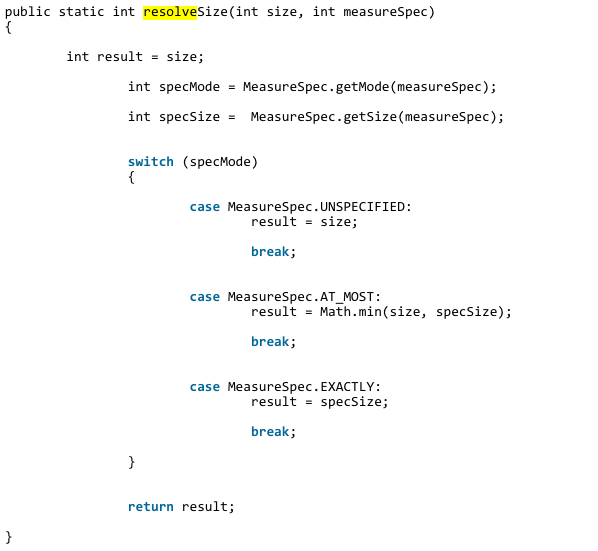 public static int resolveSize(int size, int measureSpec)
{
int result = size;
int specMode = MeasureSpec.getMode(measureSpec);
int specSize =  MeasureSpec.getSize(measureSpec);
switch (specMode)
{
case MeasureSpec.UNSPECIFIED:
result = size;
break;
case MeasureSpec.AT_MOST:
result = Math.min(size, specSize);
break;
case MeasureSpec.EXACTLY:
result = specSize;
break;
}
return result;
}